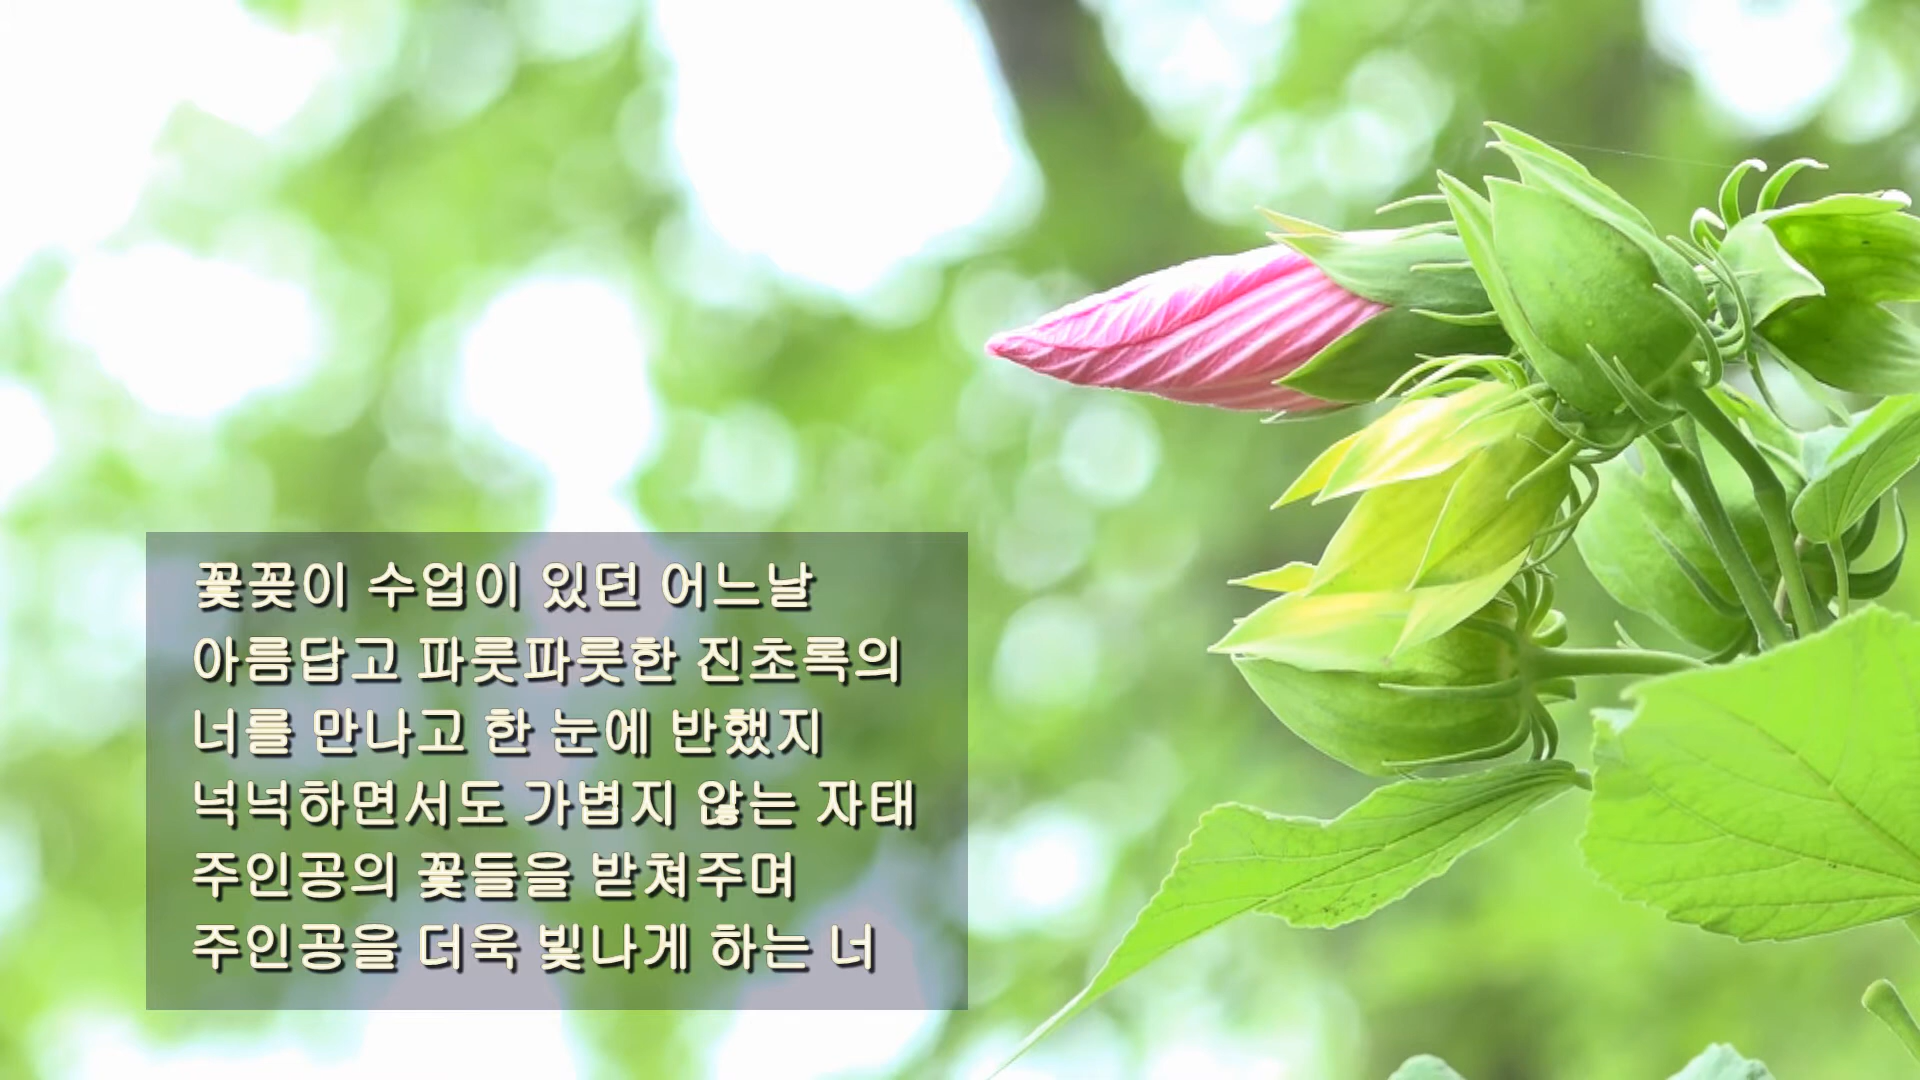 꽃꽂이 수업이 있던 어느날
아름답고 파릇파릇한 진초록의
너를 만나고 한 눈에 반했지
넉넉하면서도 가볍지 않는 자태
주인공의 꽃들을 받쳐주며
주인공을 더욱 빛나게 하는 너